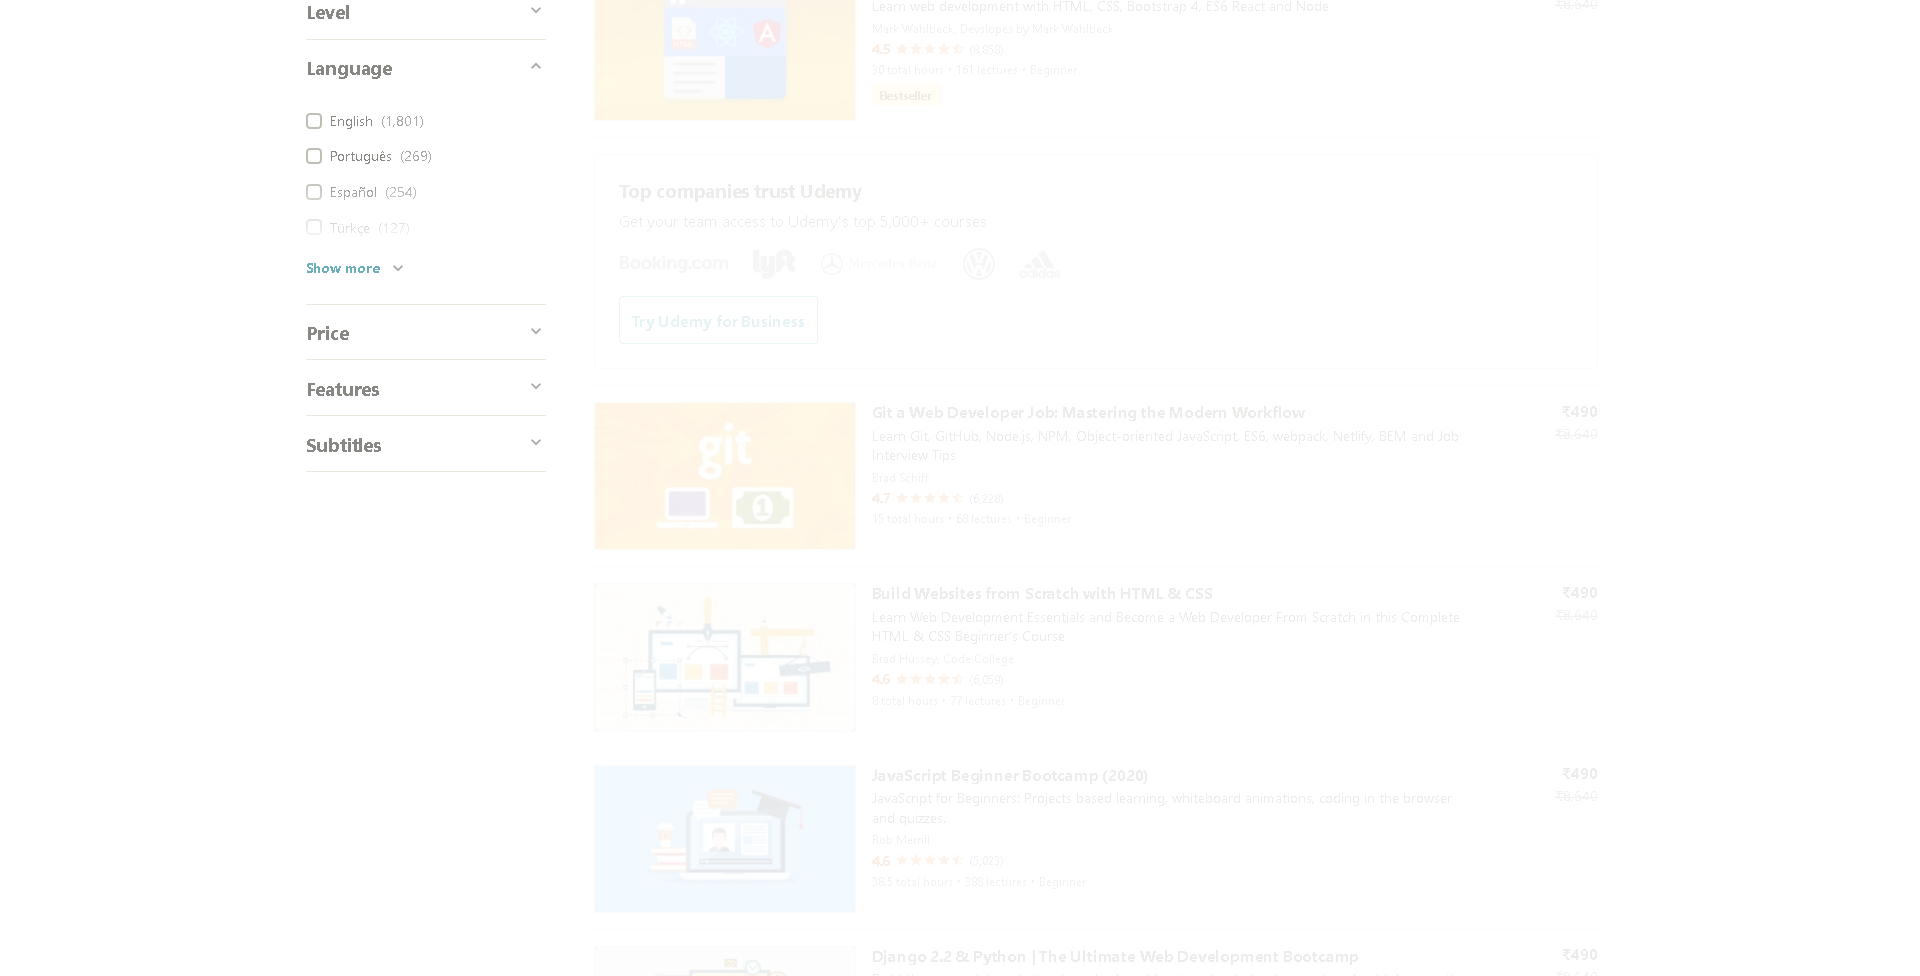 Level
Language
English (1,801)
Português (269)
Español (254)
Türkçe (127)
Show more
Price
Features
Subtitles
Learn web development with HTML, CSS, Bootstrap 4, ES6 React and Node
₹8,640
Mark Wahlbeck, Devslopes by Mark Wahlbeck
4.5 (8,858)
30 total hours • 161 lectures • Beginner
Bestseller
HTML
Top companies trust Udemy
Get your team access to Udemy's top 5,000+ courses
Booking.com lyft Mercedes-Benz adidas
Try Udemy for Business
git
1
Git a Web Developer Job: Mastering the Modern Workflow
₹490
Learn Git, GitHub, Node.js, NPM, Object-oriented JavaScript, ES6, webpack, Netlify, BEM and Job
₹8,640
Interview Tips
Brad Schiff
4.7 (6,228)
15 total hours • 68 lectures • Beginner
Build Websites from Scratch with HTML & CSS
₹490
Learn Web Development Essentials and Become a Web Developer From Scratch in this Complete
₹8,640
HTML & CSS Beginner's Course
Brad Hussey, Code College
4.6 (6,059)
8 total hours • 77 lectures • Beginner
JavaScript Beginner Bootcamp (2020)
₹490
JavaScript for Beginners: Projects based learning, whiteboard animations, coding in the browser
₹8,640
and quizzes.
Rob Merrill
4.6 (5,023)
38.5 total hours • 388 lectures • Beginner
Django 2.2 & Python | The Ultimate Web Development Bootcamp
₹490